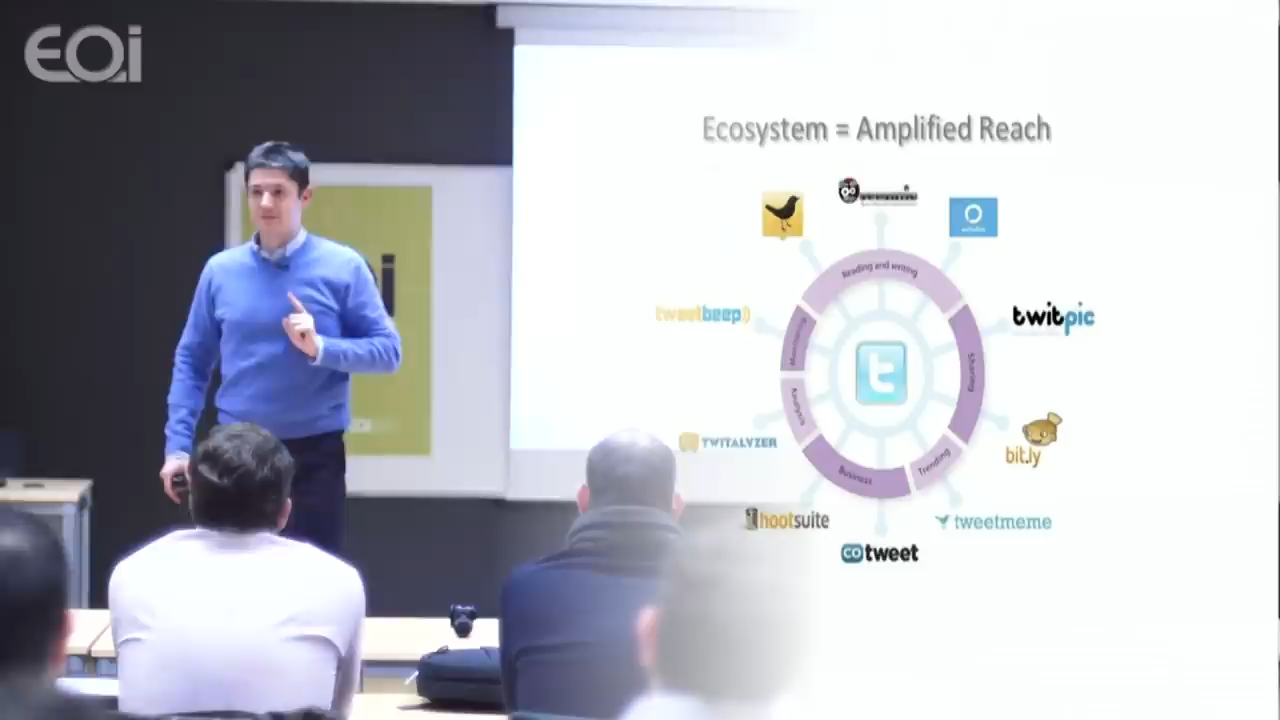 EOi
Ecosystem = Amplified Reach
Reading and writing
tweetbeep
twitpic
Sharing
Analysis
TWITALYZER
Trending
bit.ly
Business
hootsuite
tweetmeme
cotweet